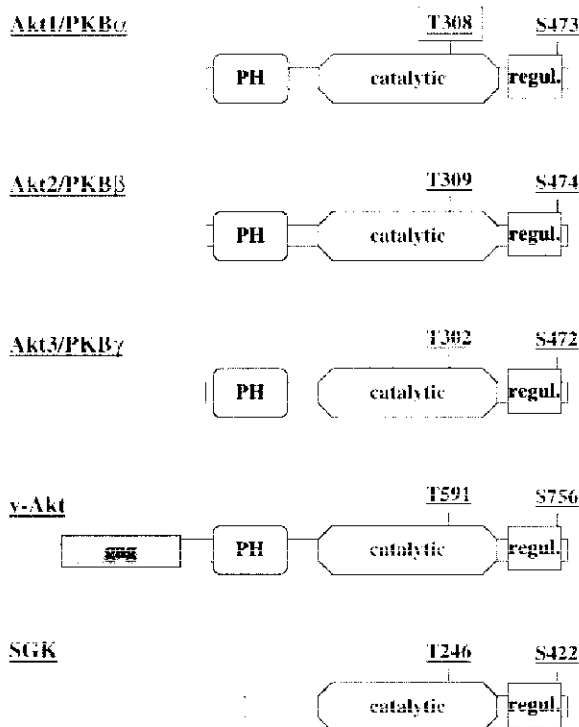 Akt1/PKBα T308 S473
PH catalytic regul.
Akt2/PKBβ T309 S474
PH catalytic regul.
Akt3/PKBγ T302 S472
PH catalytic regul.
v-Akt T591 S756
gag PH catalytic regul.
SGK T246 S422
catalytic regul.